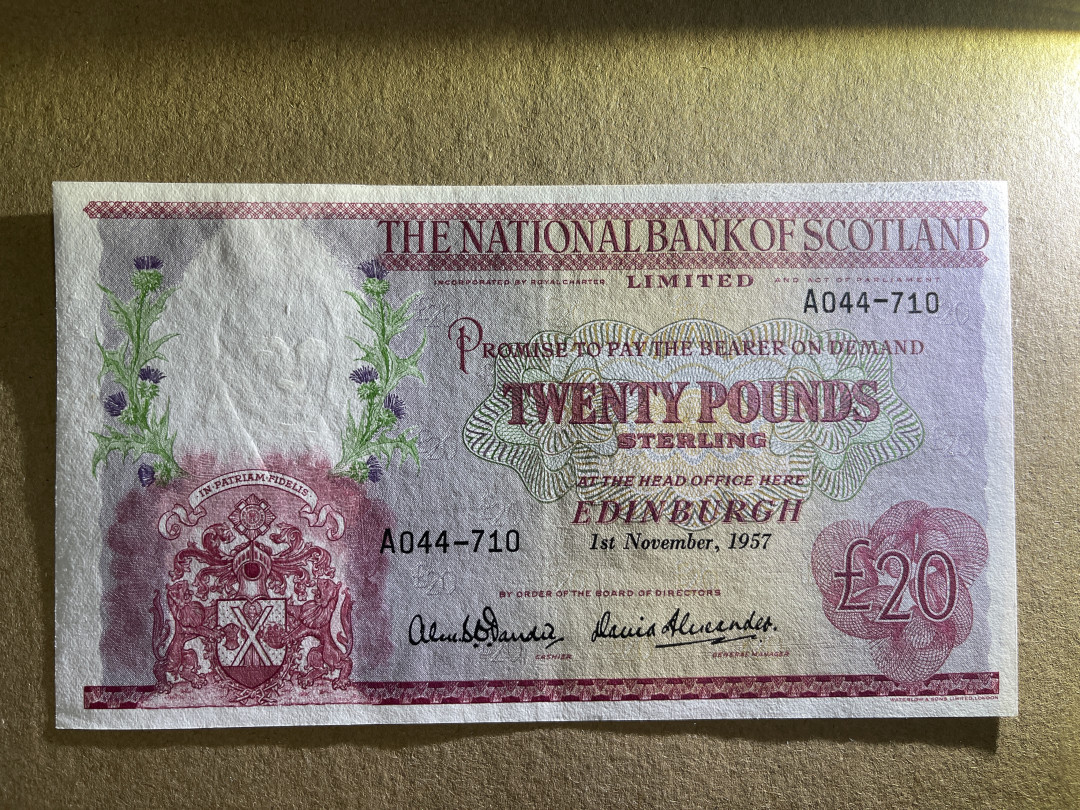 THE NATIONAL BANK OF SCOTLAND
INCORPORATED BY ROYAL CHARTER LIMITED AND ACT OF PARLIAMENT
A044-710
PROMISE TO PAY THE BEARER ON DEMAND
TWENTY POUNDS
STERLING
AT THE HEAD OFFICE HERE
EDINBURGH
IN·PATRIAM·FIDELIS·
A044-710
1st November, 1957
£20
BY ORDER OF THE BOARD OF DIRECTORS
David Alexander.
CASHIER GENERAL MANAGER
WATERLOW & SONS LIMITED, LONDON